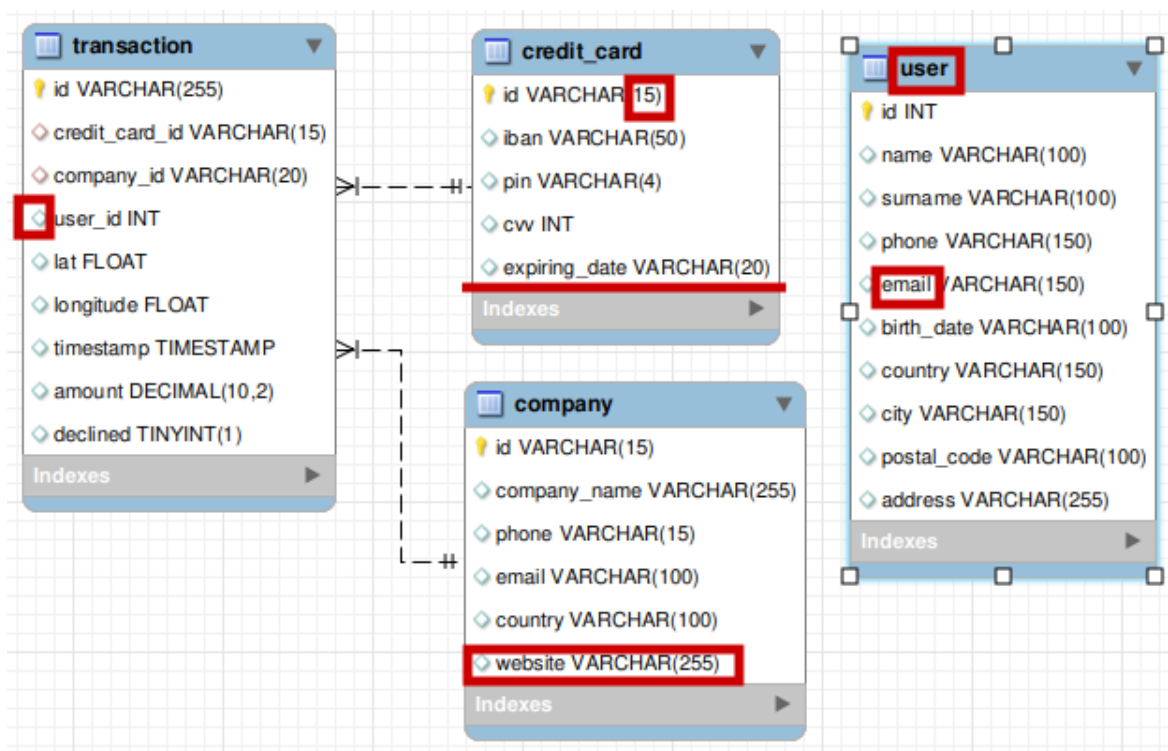 transaction
id VARCHAR(255)
credit_card_id VARCHAR(15)
company_id VARCHAR(20)
user_id INT
lat FLOAT
longitude FLOAT
timestamp TIMESTAMP
amount DECIMAL(10,2)
declined TINYINT(1)
Indexes
credit_card
id VARCHAR(15)
iban VARCHAR(50)
pin VARCHAR(4)
cvv INT
expiring_date VARCHAR(20)
Indexes
company
id VARCHAR(15)
company_name VARCHAR(255)
phone VARCHAR(15)
email VARCHAR(100)
country VARCHAR(100)
website VARCHAR(255)
Indexes
user
id INT
name VARCHAR(100)
surname VARCHAR(100)
phone VARCHAR(150)
email VARCHAR(150)
birth_date VARCHAR(100)
country VARCHAR(150)
city VARCHAR(150)
postal_code VARCHAR(100)
address VARCHAR(255)
Indexes